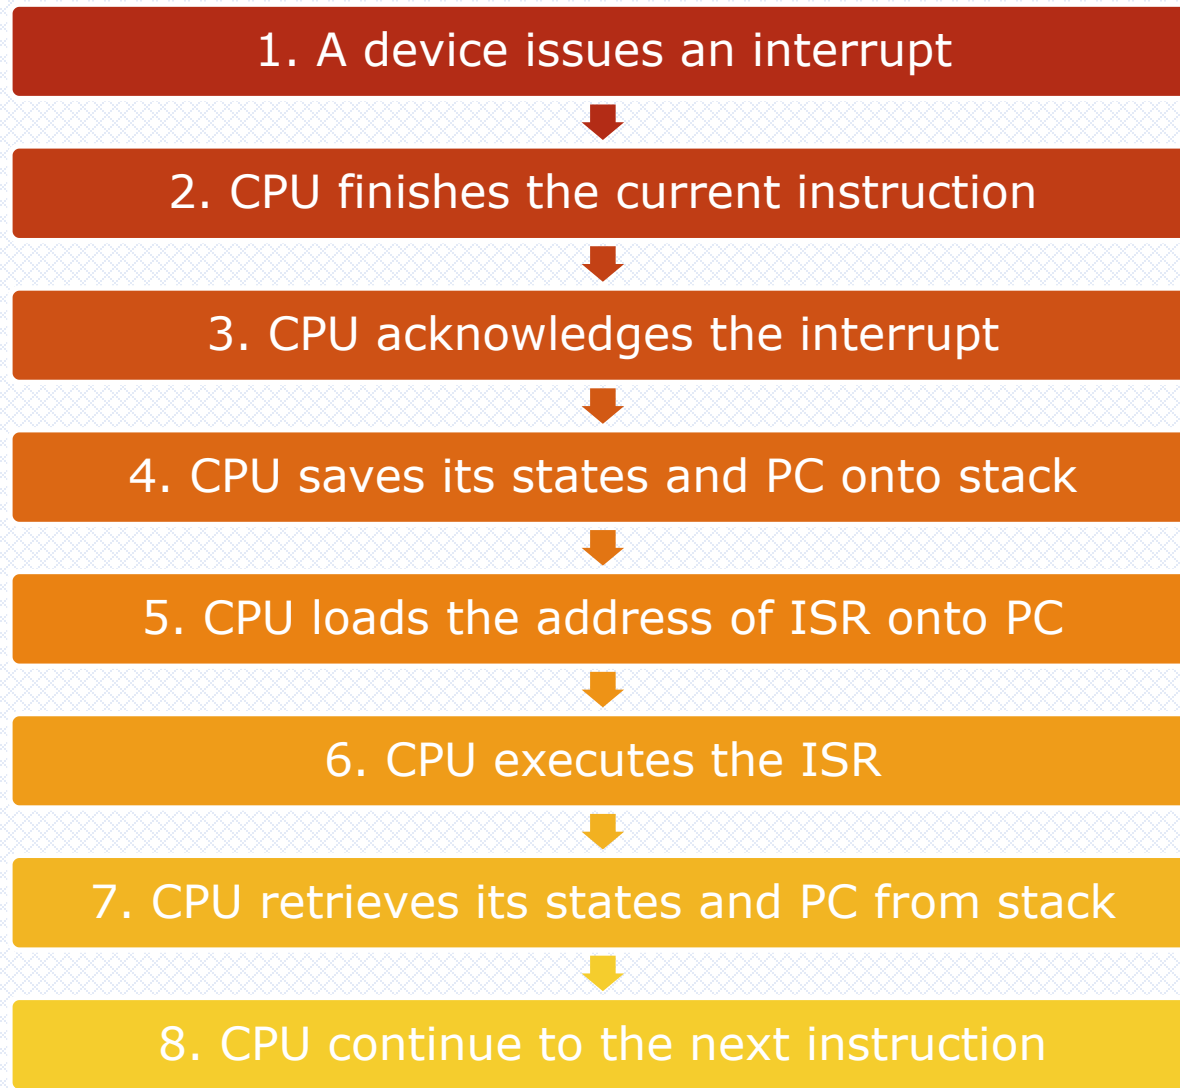 1. A device issues an interrupt
2. CPU finishes the current instruction
3. CPU acknowledges the interrupt
4. CPU saves its states and PC onto stack
5. CPU loads the address of ISR onto PC
6. CPU executes the ISR
7. CPU retrieves its states and PC from stack
8. CPU continue to the next instruction